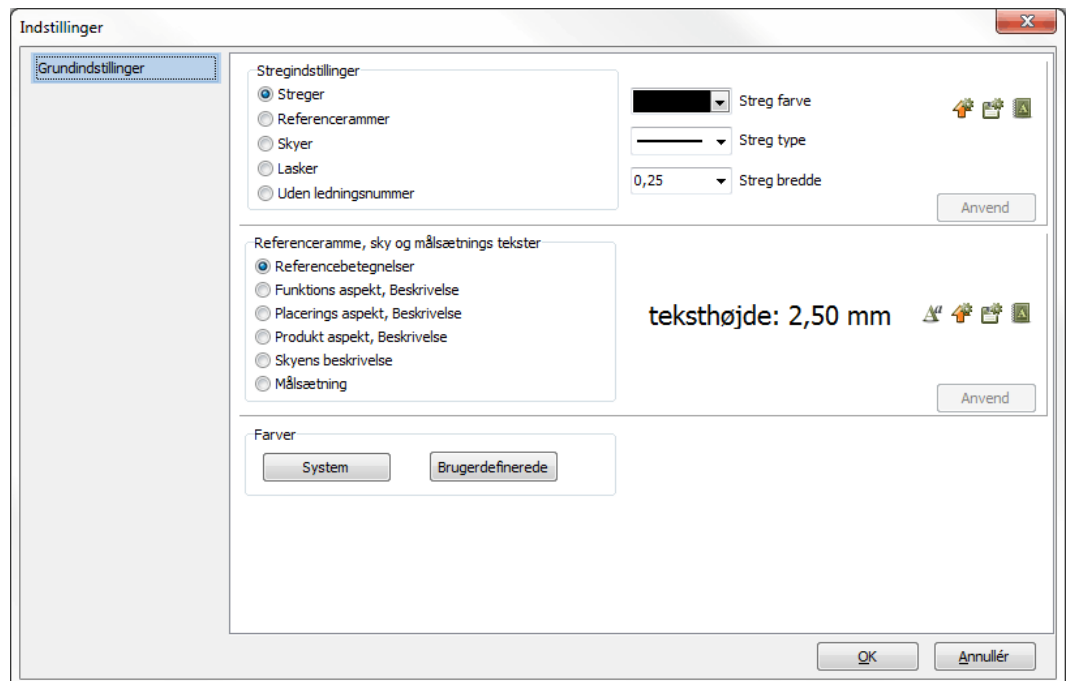 Indstillinger
Grundindstillinger
Stregindstillinger
Streger
Referencerammer
Skyer
Lasker
Uden ledningsnummer
Streg farve
Streg type
0,25
Streg bredde
Anvend
Referenceramme, sky og målsætnings tekster
Referencebetegnelser
Funktions aspekt, Beskrivelse
Placerings aspekt, Beskrivelse
Produkt aspekt, Beskrivelse
Skyens beskrivelse
Målsætning
teksthøjde: 2,50 mm
Anvend
Farver
System
Brugerdefinerede
OK
Annullér